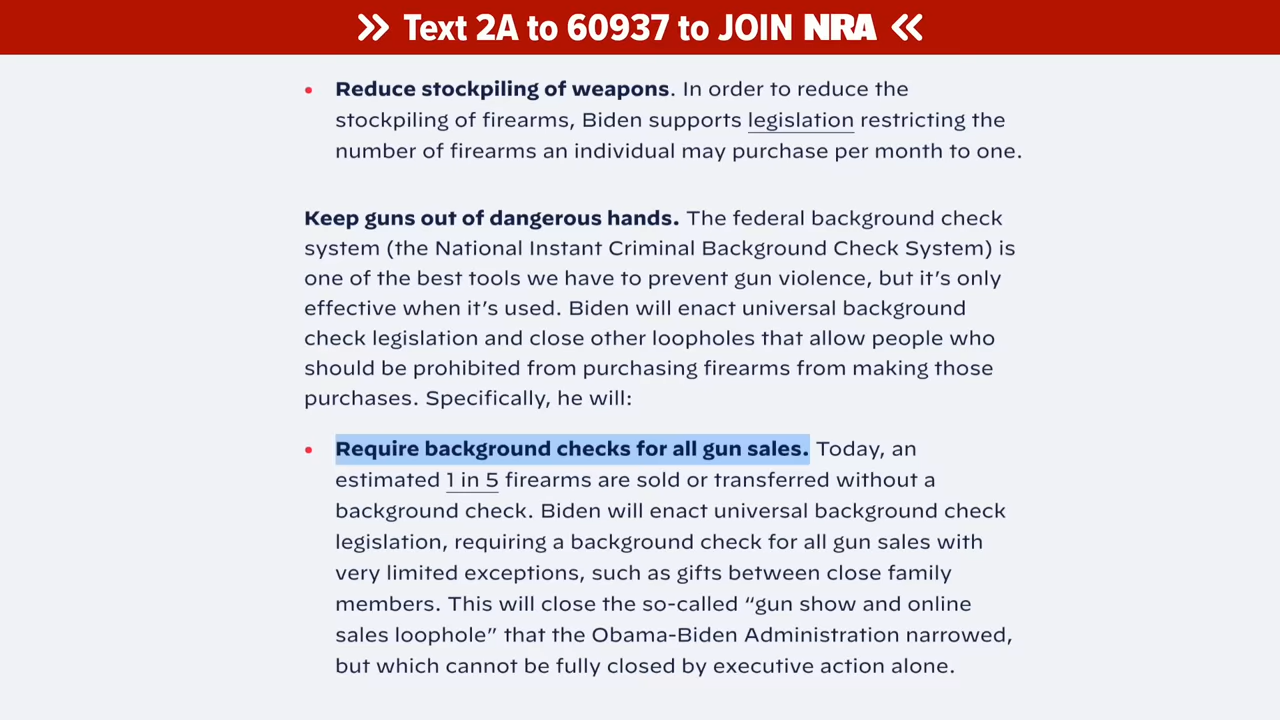 >> Text 2A to 60937 to JOIN NRA <<
• Reduce stockpiling of weapons. In order to reduce the
stockpiling of firearms, Biden supports legislation restricting the
number of firearms an individual may purchase per month to one.
Keep guns out of dangerous hands. The federal background check
system (the National Instant Criminal Background Check System) is
one of the best tools we have to prevent gun violence, but it’s only
effective when it’s used. Biden will enact universal background
check legislation and close other loopholes that allow people who
should be prohibited from purchasing firearms from making those
purchases. Specifically, he will:
• Require background checks for all gun sales. Today, an
estimated 1 in 5 firearms are sold or transferred without a
background check. Biden will enact universal background check
legislation, requiring a background check for all gun sales with
very limited exceptions, such as gifts between close family
members. This will close the so-called “gun show and online
sales loophole” that the Obama-Biden Administration narrowed,
but which cannot be fully closed by executive action alone.